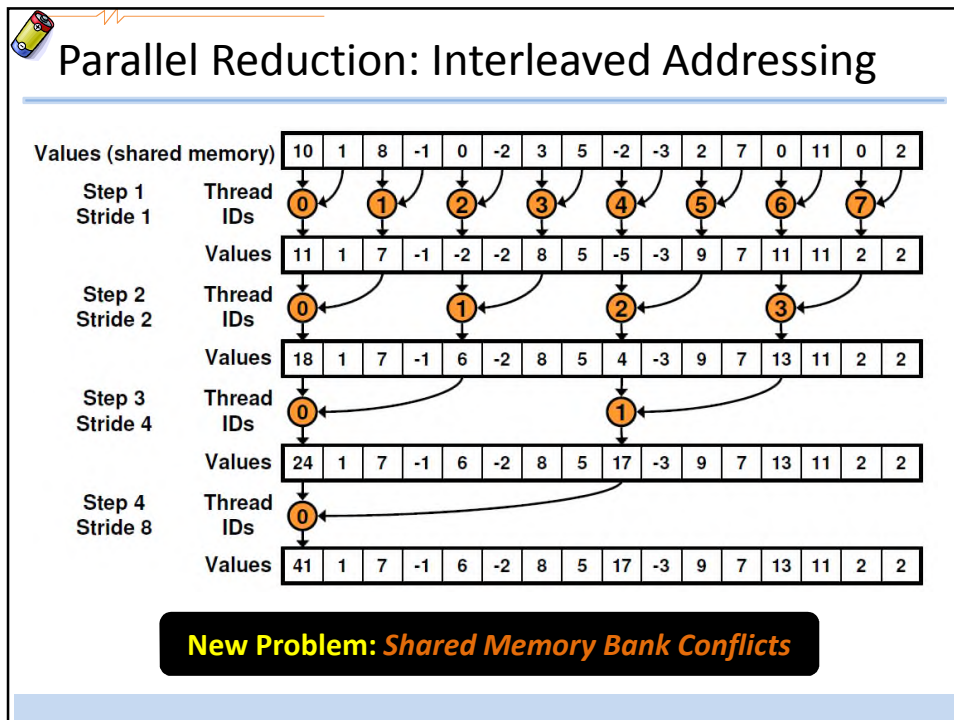 Parallel Reduction: Interleaved Addressing
Values (shared memory) 10 1 8 -1 0 -2 3 5 -2 -3 2 7 0 11 0 2
Step 1 Thread
Stride 1 IDs
0 1 2 3 4 5 6 7
Values 11 1 7 -1 -2 -2 8 5 -5 -3 9 7 11 11 2 2
Step 2 Thread
Stride 2 IDs
0 1 2 3
Values 18 1 7 -1 6 -2 8 5 4 -3 9 7 13 11 2 2
Step 3 Thread
Stride 4 IDs
0 1
Values 24 1 7 -1 6 -2 8 5 17 -3 9 7 13 11 2 2
Step 4 Thread
Stride 8 IDs
0
Values 41 1 7 -1 6 -2 8 5 17 -3 9 7 13 11 2 2
New Problem: Shared Memory Bank Conflicts